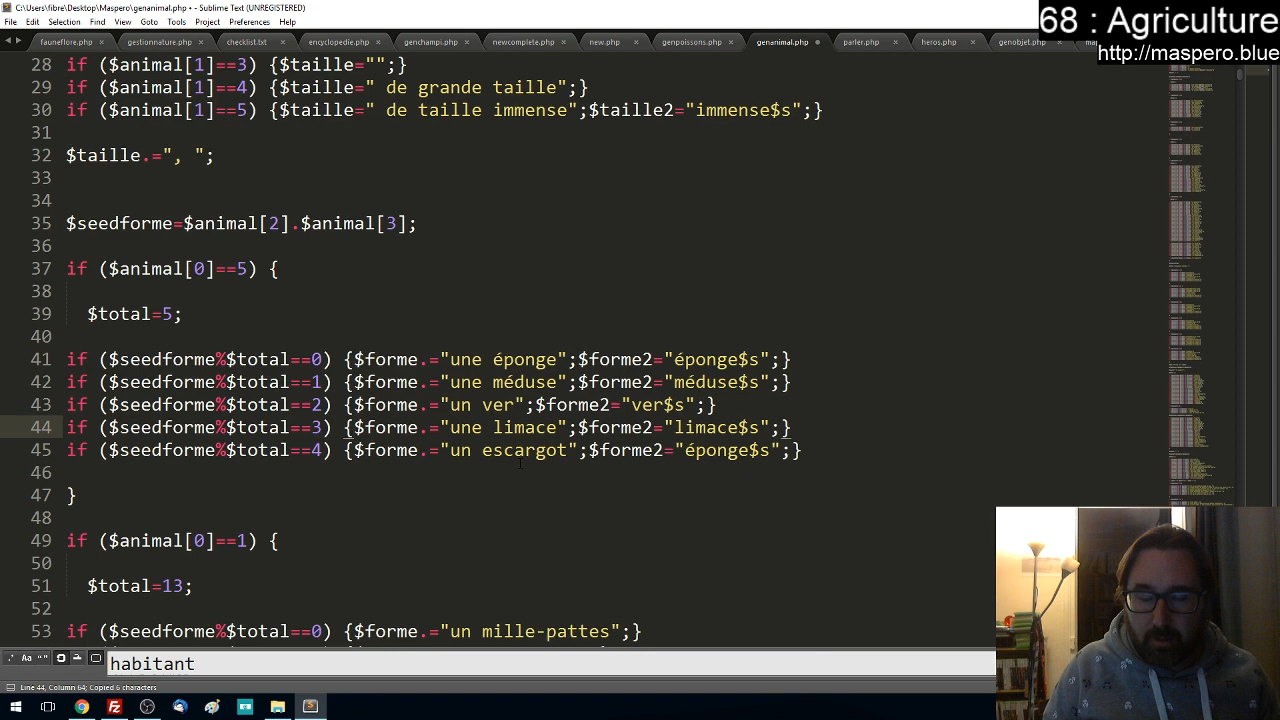 C:\Users\fibre\Desktop\Maspero\genanimal.php • - Sublime Text (UNREGISTERED)
File Edit Selection Find View Goto Tools Project Preferences Help
68 : Agriculture
http://maspero.blue
fauneflore.php × gestionnature.php × checklist.txt × encyclopedie.php × genchampi.php × newcomplete.php × new.php × genpoissons.php × genanimal.php parler.php × heros.php × genobjet.php ×
28 if ($animal[1]==3) {$taille="";}
29 if ($animal[1]==4) {$taille=" de grande taille";}
30 if ($animal[1]==5) {$taille=" de taille immense";$taille2="immense$s";}
31
32 $taille.=", ";
33
34
35 $seedforme=$animal[2].$animal[3];
36
37 if ($animal[0]==5) {
38
39 $total=5;
40
41 if ($seedforme%$total==0) {$forme.="une éponge";$forme2="éponge$s";}
42 if ($seedforme%$total==1) {$forme.="une méduse";$forme2="méduse$s";}
43 if ($seedforme%$total==2) {$forme.="un ver";$forme2="ver$s";}
44 if ($seedforme%$total==3) {$forme.="une limace";$forme2="limace$s";}
45 if ($seedforme%$total==4) {$forme.="un escargot";$forme2="éponge$s";}
46
47 }
48
49 if ($animal[0]==1) {
50
51 $total=13;
52
53 if ($seedforme%$total==0) {$forme.="un mille-pattes";}
habitant
Line 44, Column 64; Copied 6 characters